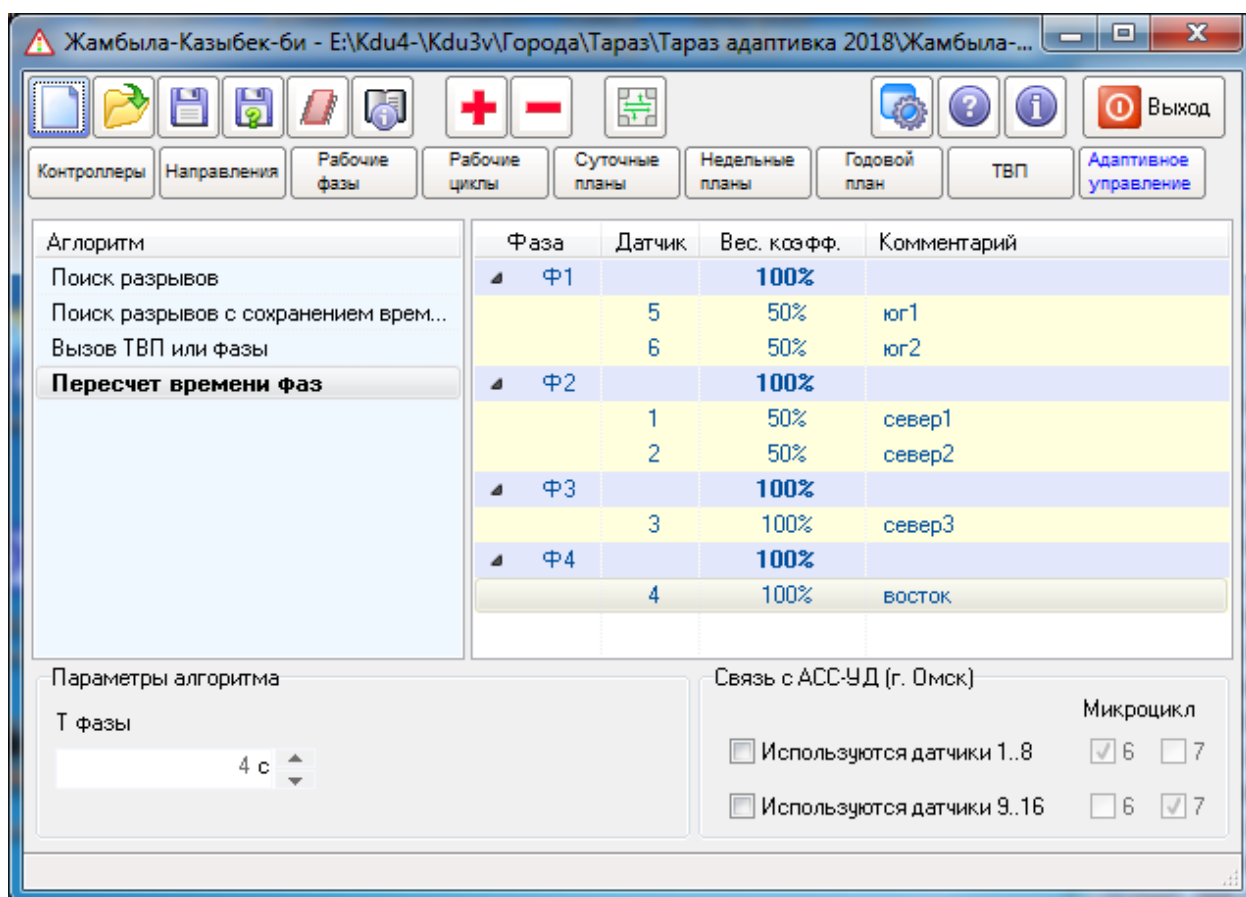 Жамбыла-Казыбек-би - E:\Kdu4-\Kdu3v\Города\Тараз\Тараз адаптивка 2018\Жамбыла-...
Выход
Контроллеры Направления Рабочие фазы Рабочие циклы Суточные планы Недельные планы Годовой план ТВП Адаптивное управление
Аглоритм Фаза Датчик Вес. коэфф. Комментарий
Поиск разрывов Ф1 100%
Поиск разрывов с сохранением врем... 5 50% юг1
Вызов ТВП или фазы 6 50% юг2
Пересчет времени фаз Ф2 100%
1 50% север1
2 50% север2
Ф3 100%
3 100% север3
Ф4 100%
4 100% восток
Параметры алгоритма Связь с АСС-УД (г. Омск)
Т фазы Микроцикл
4 с Используются датчики 1..8 6 7
Используются датчики 9..16 6 7